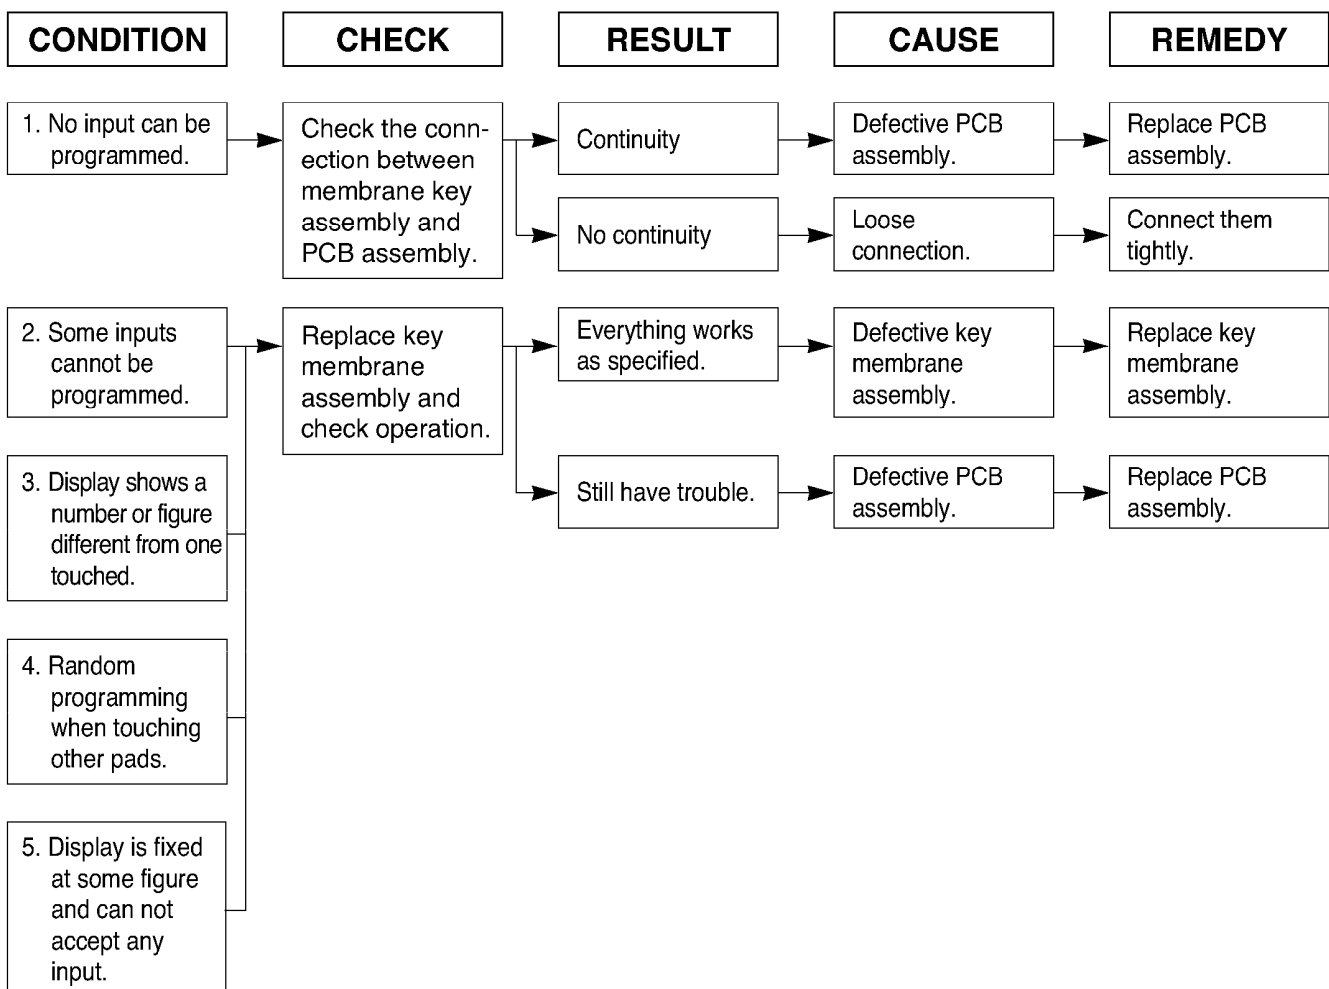 CONDITION
CHECK
RESULT
CAUSE
REMEDY
1. No input can be
programmed.
Check the conn-
ection between
membrane key
assembly and
PCB assembly.
Continuity
Defective PCB
assembly.
Replace PCB
assembly.
No continuity
Loose
connection.
Connect them
tightly.
2. Some inputs
cannot be
programmed.
Replace key
membrane
assembly and
check operation.
Everything works
as specified.
Defective key
membrane
assembly.
Replace key
membrane
assembly.
Still have trouble.
Defective PCB
assembly.
Replace PCB
assembly.
3. Display shows a
number or figure
different from one
touched.
4. Random
programming
when touching
other pads.
5. Display is fixed
at some figure
and can not
accept any
input.